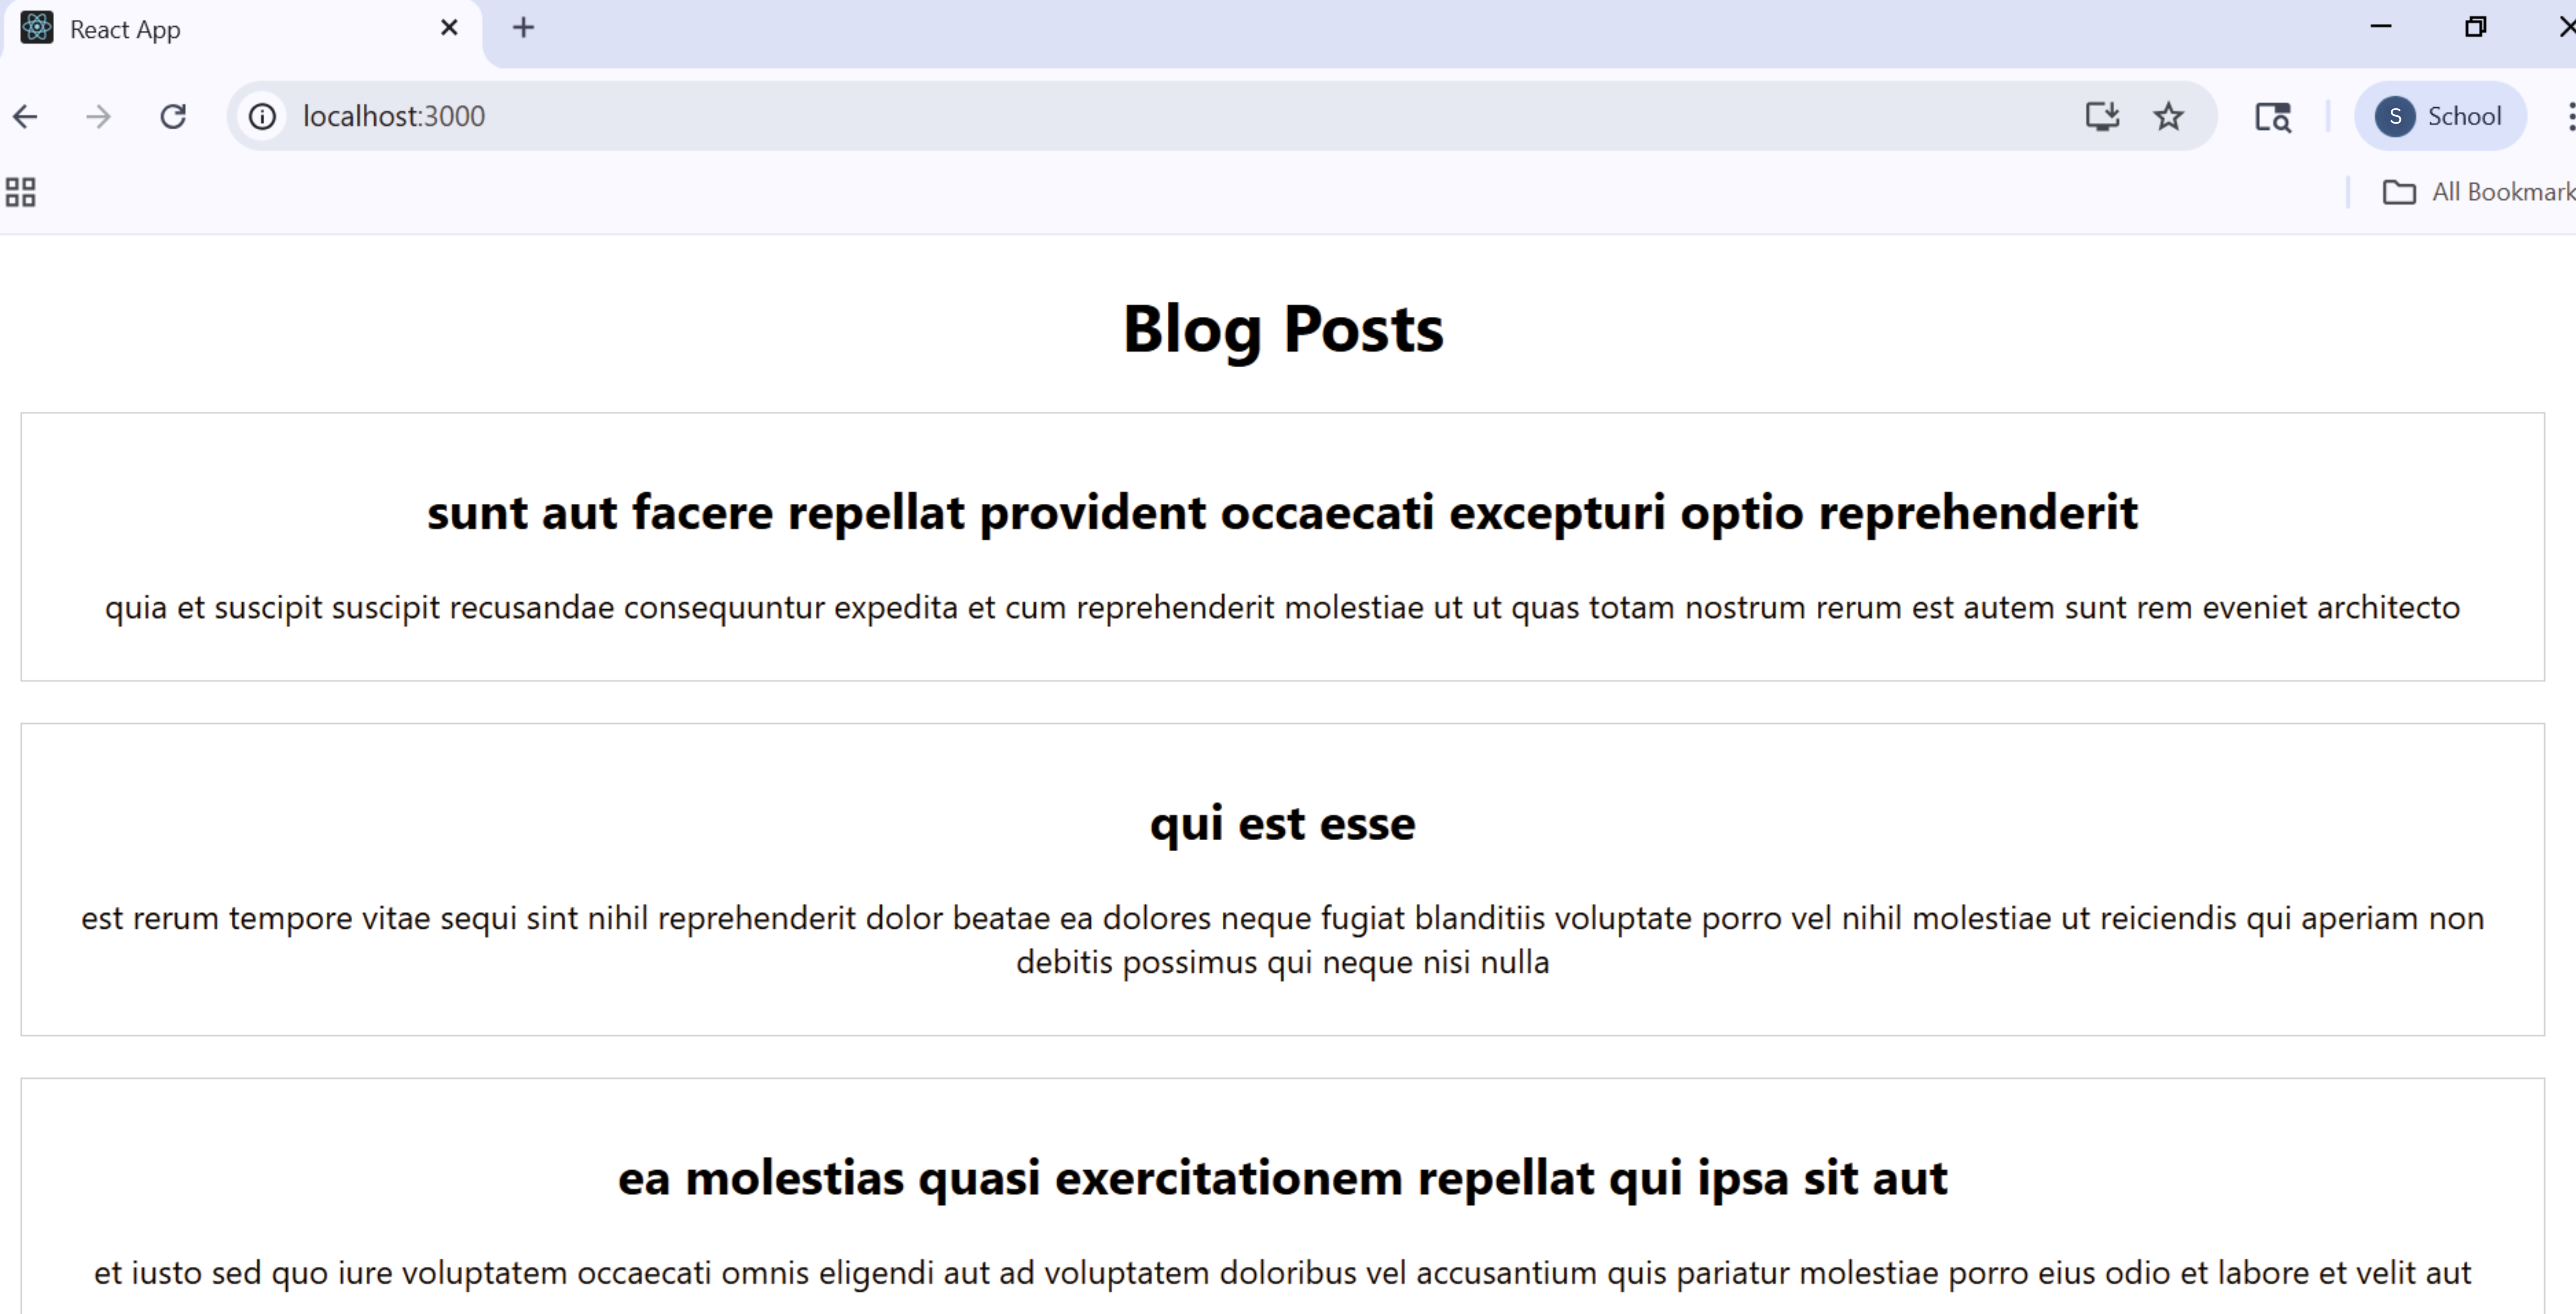 React App
localhost:3000
S School
All Bookmark
Blog Posts
sunt aut facere repellat provident occaecati excepturi optio reprehenderit
quia et suscipit suscipit recusandae consequuntur expedita et cum reprehenderit molestiae ut ut quas totam nostrum rerum est autem sunt rem eveniet architecto
qui est esse
est rerum tempore vitae sequi sint nihil reprehenderit dolor beatae ea dolores neque fugiat blanditiis voluptate porro vel nihil molestiae ut reiciendis qui aperiam non
debitis possimus qui neque nisi nulla
ea molestias quasi exercitationem repellat qui ipsa sit aut
et iusto sed quo iure voluptatem occaecati omnis eligendi aut ad voluptatem doloribus vel accusantium quis pariatur molestiae porro eius odio et labore et velit aut